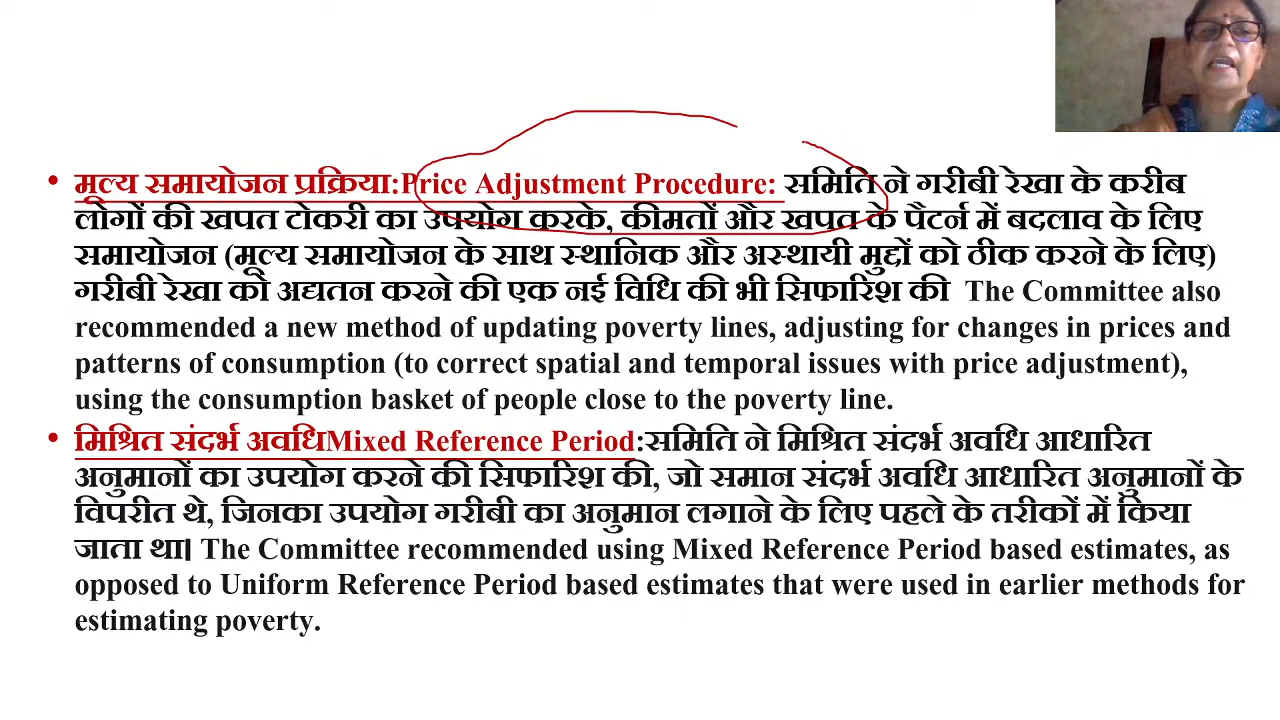 • मूल्य समायोजन प्रक्रिया:Price Adjustment Procedure: समिति ने गरीबी रेखा के करीब
लोगों की खपत टोकरी का उपयोग करके, कीमतों और खपत के पैटर्न में बदलाव के लिए
समायोजन (मूल्य समायोजन के साथ स्थानिक और अस्थायी मुद्दों को ठीक करने के लिए)
गरीबी रेखा को अद्यतन करने की एक नई विधि की भी सिफारिश की The Committee also
recommended a new method of updating poverty lines, adjusting for changes in prices and
patterns of consumption (to correct spatial and temporal issues with price adjustment),
using the consumption basket of people close to the poverty line.
• मिश्रित संदर्भ अवधिMixed Reference Period:समिति ने मिश्रित संदर्भ अवधि आधारित
अनुमानों का उपयोग करने की सिफारिश की, जो समान संदर्भ अवधि आधारित अनुमानों के
विपरीत थे, जिनका उपयोग गरीबी का अनुमान लगाने के लिए पहले के तरीकों में किया
जाता था। The Committee recommended using Mixed Reference Period based estimates, as
opposed to Uniform Reference Period based estimates that were used in earlier methods for
estimating poverty.